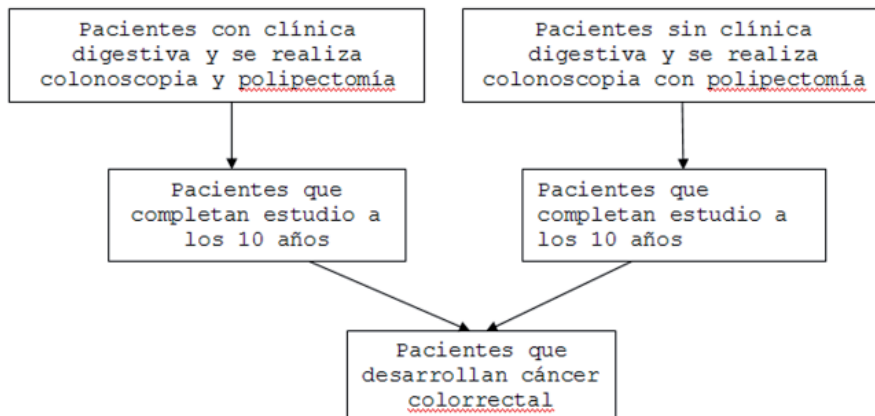 Pacientes con clínica
digestiva y se realiza
colonoscopia y polipectomía
Pacientes sin clínica
digestiva y se realiza
colonoscopia con polipectomía
Pacientes que
completan estudio a
los 10 años
Pacientes que
completan estudio a
los 10 años
Pacientes que
desarrollan cáncer
colorrectal